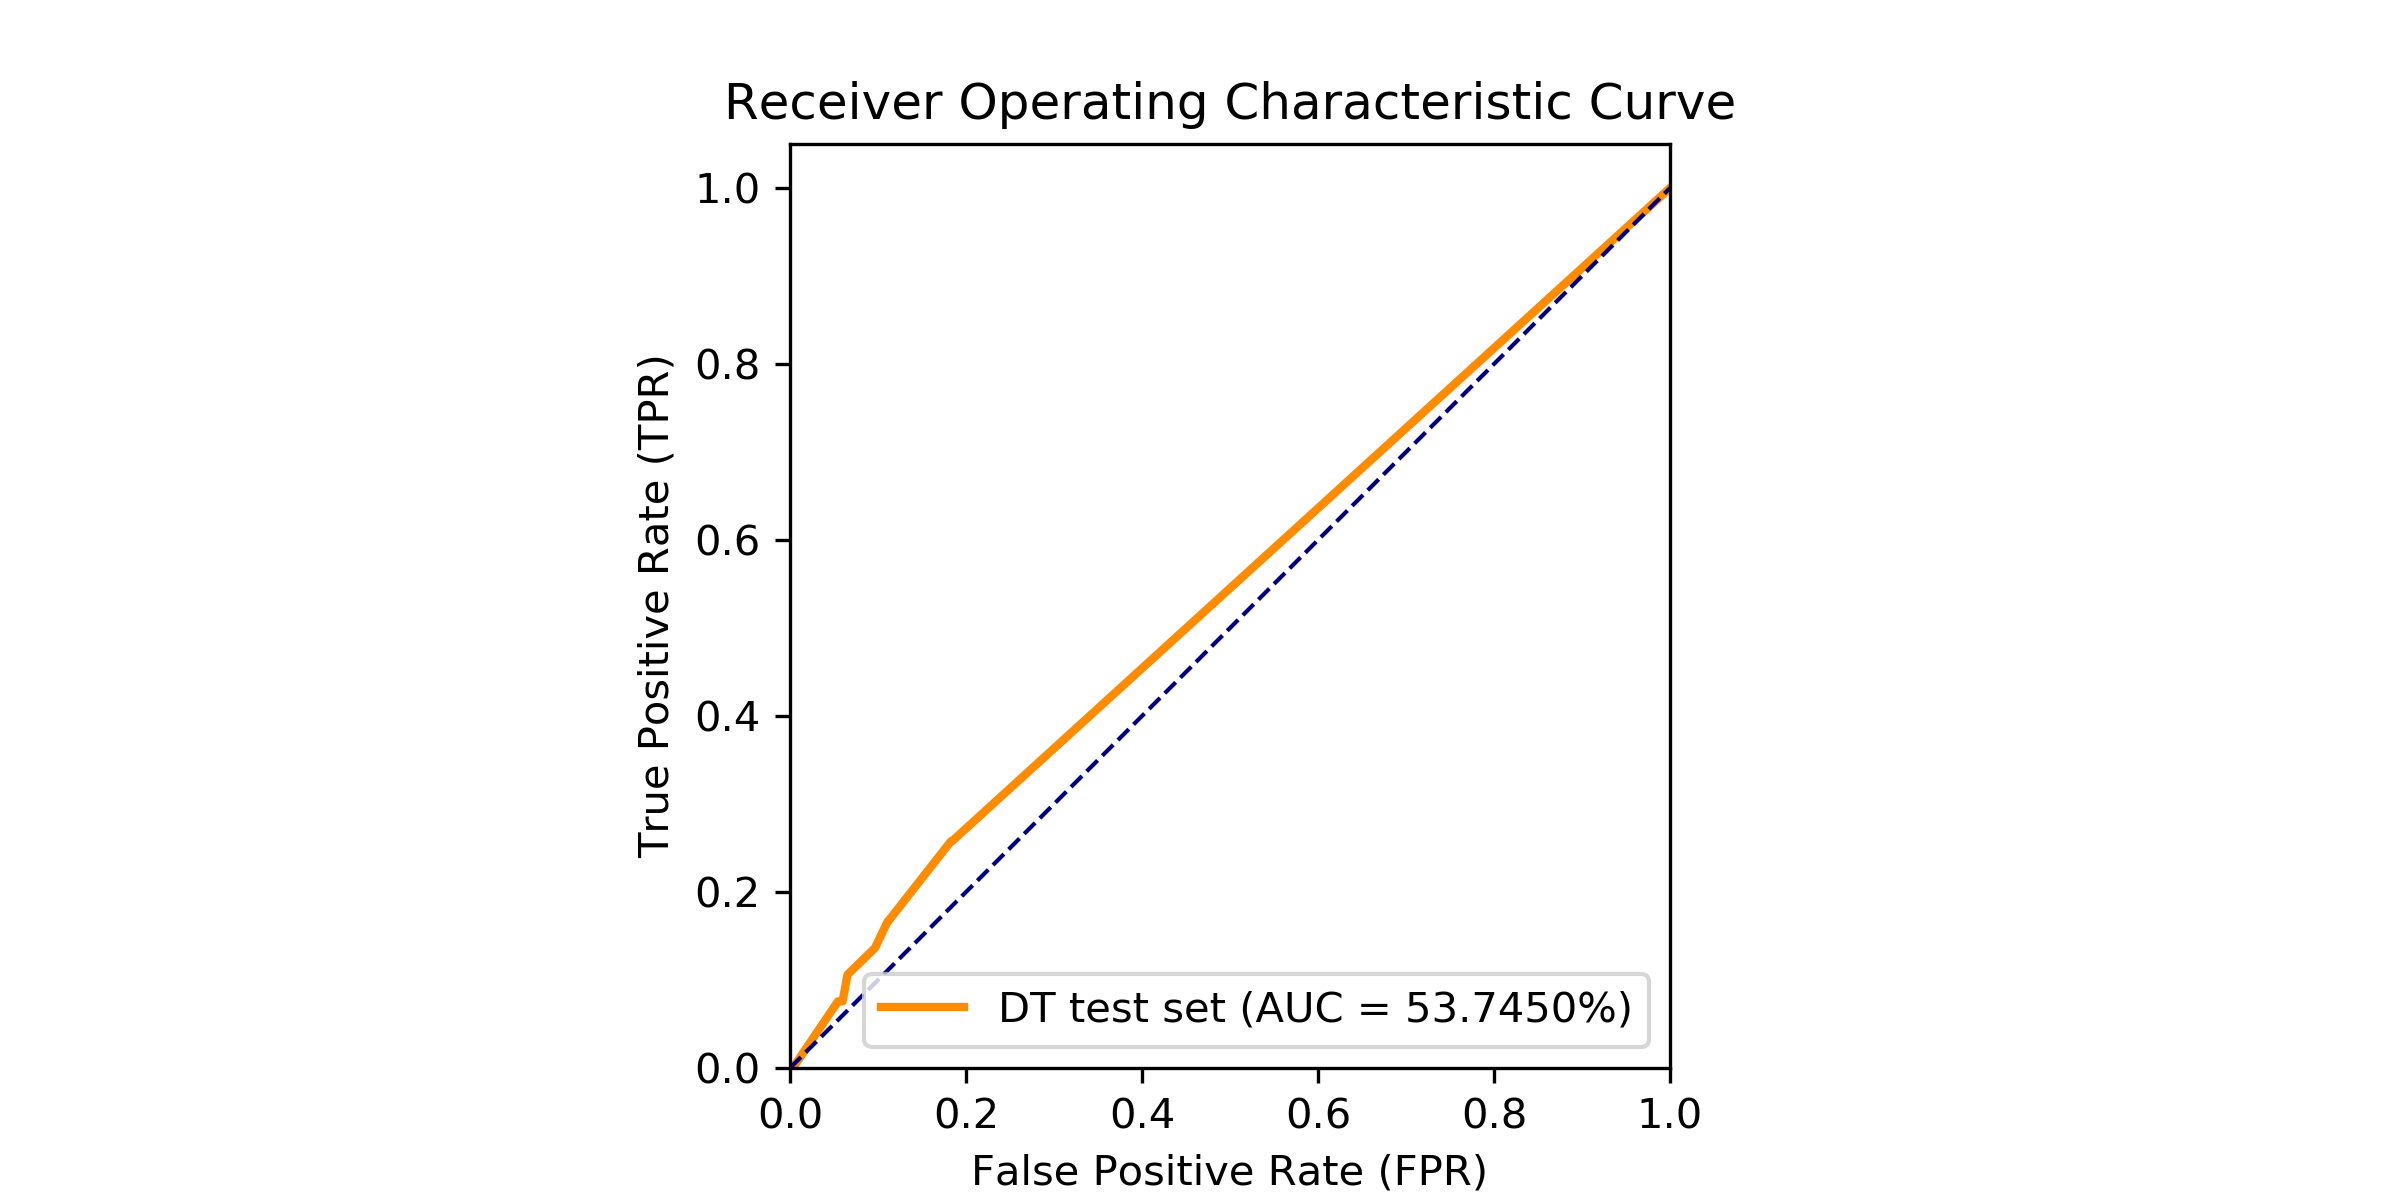 Receiver Operating Characteristic Curve
True Positive Rate (TPR)
1.0
0.8
0.6
0.4
0.2
0.0
DT test set (AUC = 53.7450%)
0.0 0.2 0.4 0.6 0.8 1.0
False Positive Rate (FPR)